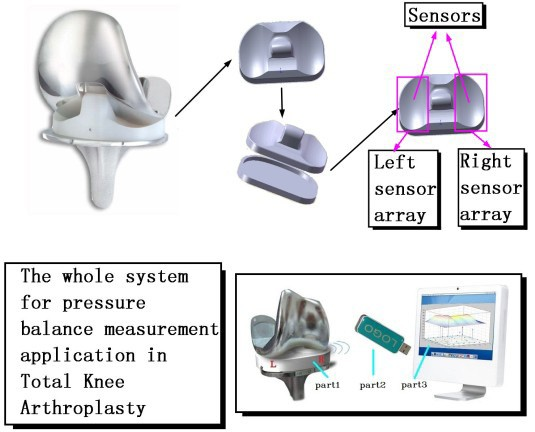 Sensors
Left
sensor
array
Right
sensor
array
The whole system
for pressure
balance measurement
application in
Total Knee
Arthroplasty
LOGO
L
L
part1
part2
part3